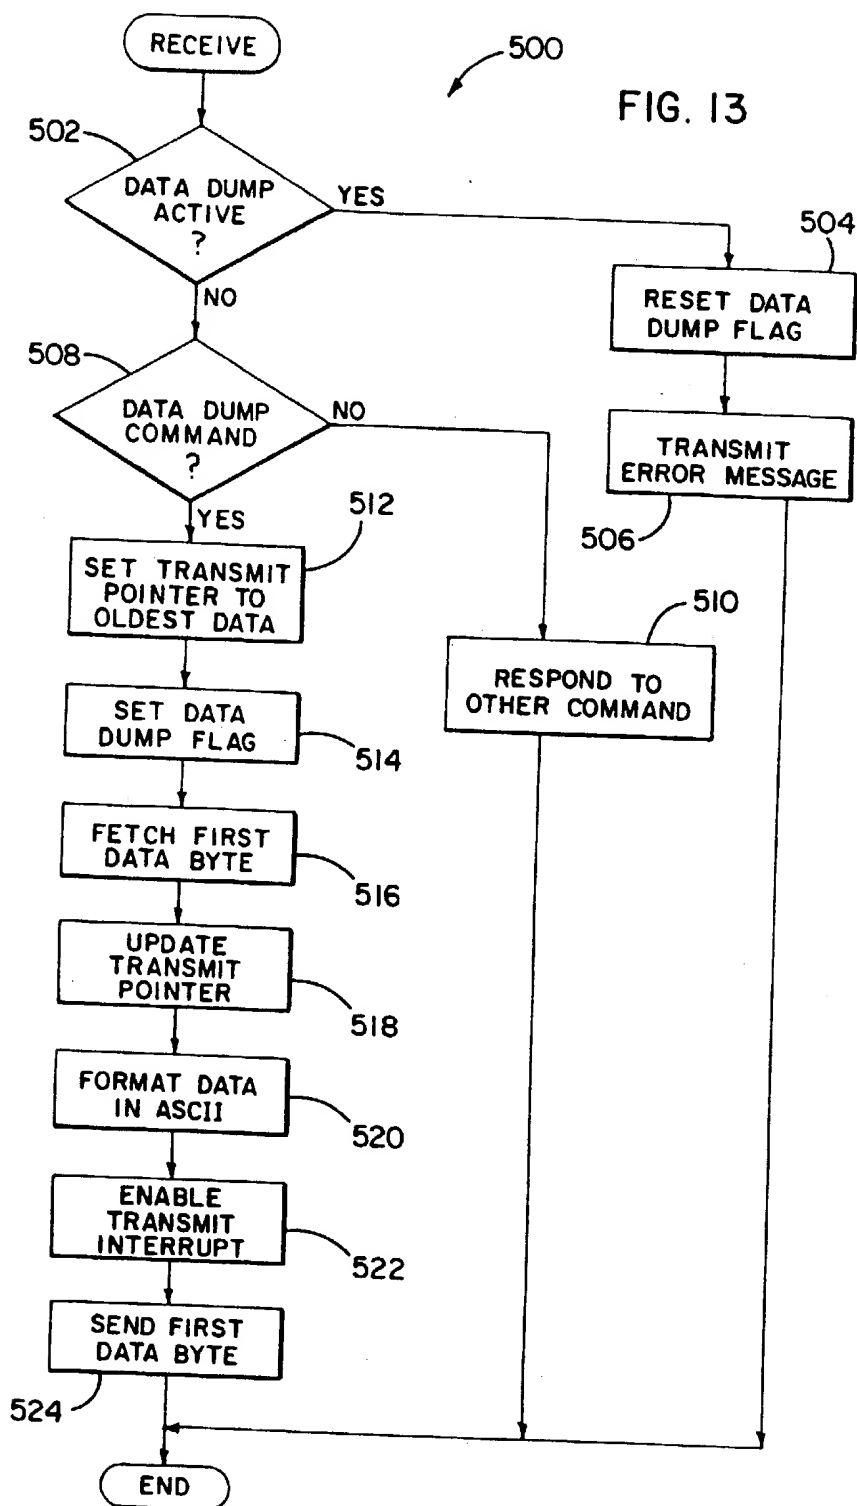 RECEIVE
500
FIG. 13
502
DATA DUMP
ACTIVE
?
YES
NO
504
RESET DATA
DUMP FLAG
508
DATA DUMP
COMMAND
?
NO
YES
TRANSMIT
ERROR MESSAGE
506
512
SET TRANSMIT
POINTER TO
OLDEST DATA
510
RESPOND TO
OTHER COMMAND
SET DATA
DUMP FLAG
514
FETCH FIRST
DATA BYTE
516
UPDATE
TRANSMIT
POINTER
518
FORMAT DATA
IN ASCII
520
ENABLE
TRANSMIT
INTERRUPT
522
SEND FIRST
DATA BYTE
524
END